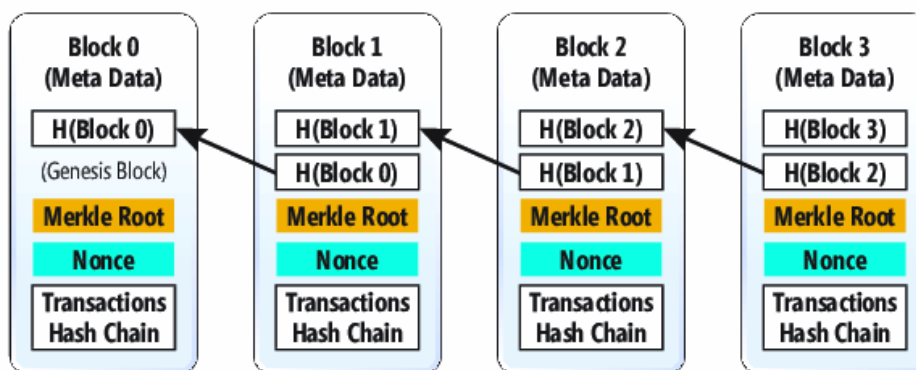 Block 0
(Meta Data)
H(Block 0)
(Genesis Block)
Merkle Root
Nonce
Transactions
Hash Chain
Block 1
(Meta Data)
H(Block 1)
H(Block 0)
Merkle Root
Nonce
Transactions
Hash Chain
Block 2
(Meta Data)
H(Block 2)
H(Block 1)
Merkle Root
Nonce
Transactions
Hash Chain
Block 3
(Meta Data)
H(Block 3)
H(Block 2)
Merkle Root
Nonce
Transactions
Hash Chain